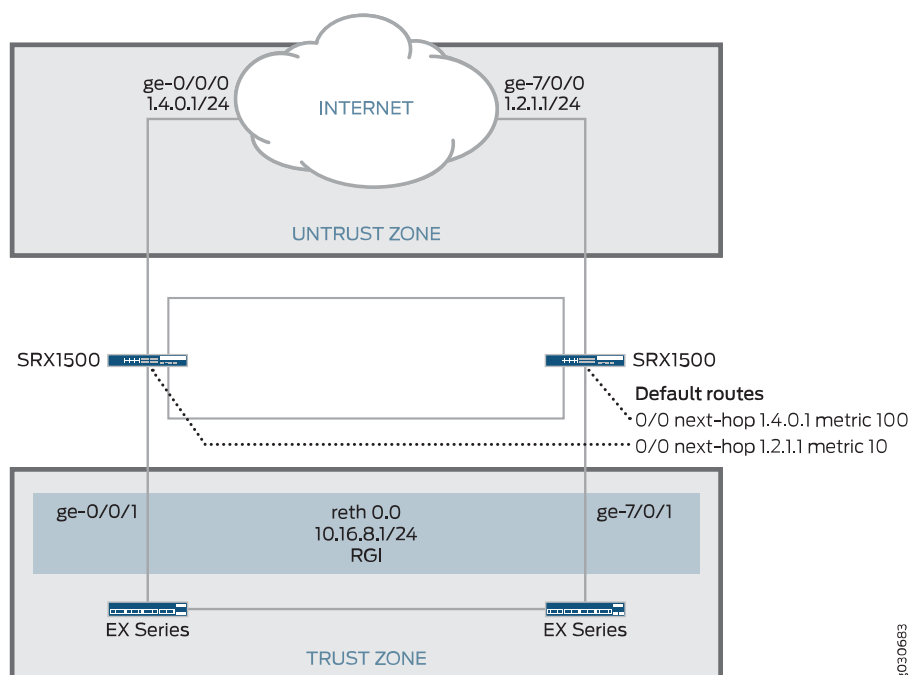 ge-0/0/0
1.4.0.1/24
INTERNET
ge-7/0/0
1.2.1.1/24
UNTRUST ZONE
SRX1500
SRX1500
Default routes
0/0 next-hop 1.4.0.1 metric 100
0/0 next-hop 1.2.1.1 metric 10
ge-0/0/1
reth 0.0
10.16.8.1/24
RGI
ge-7/0/1
EX Series
EX Series
TRUST ZONE
g030683